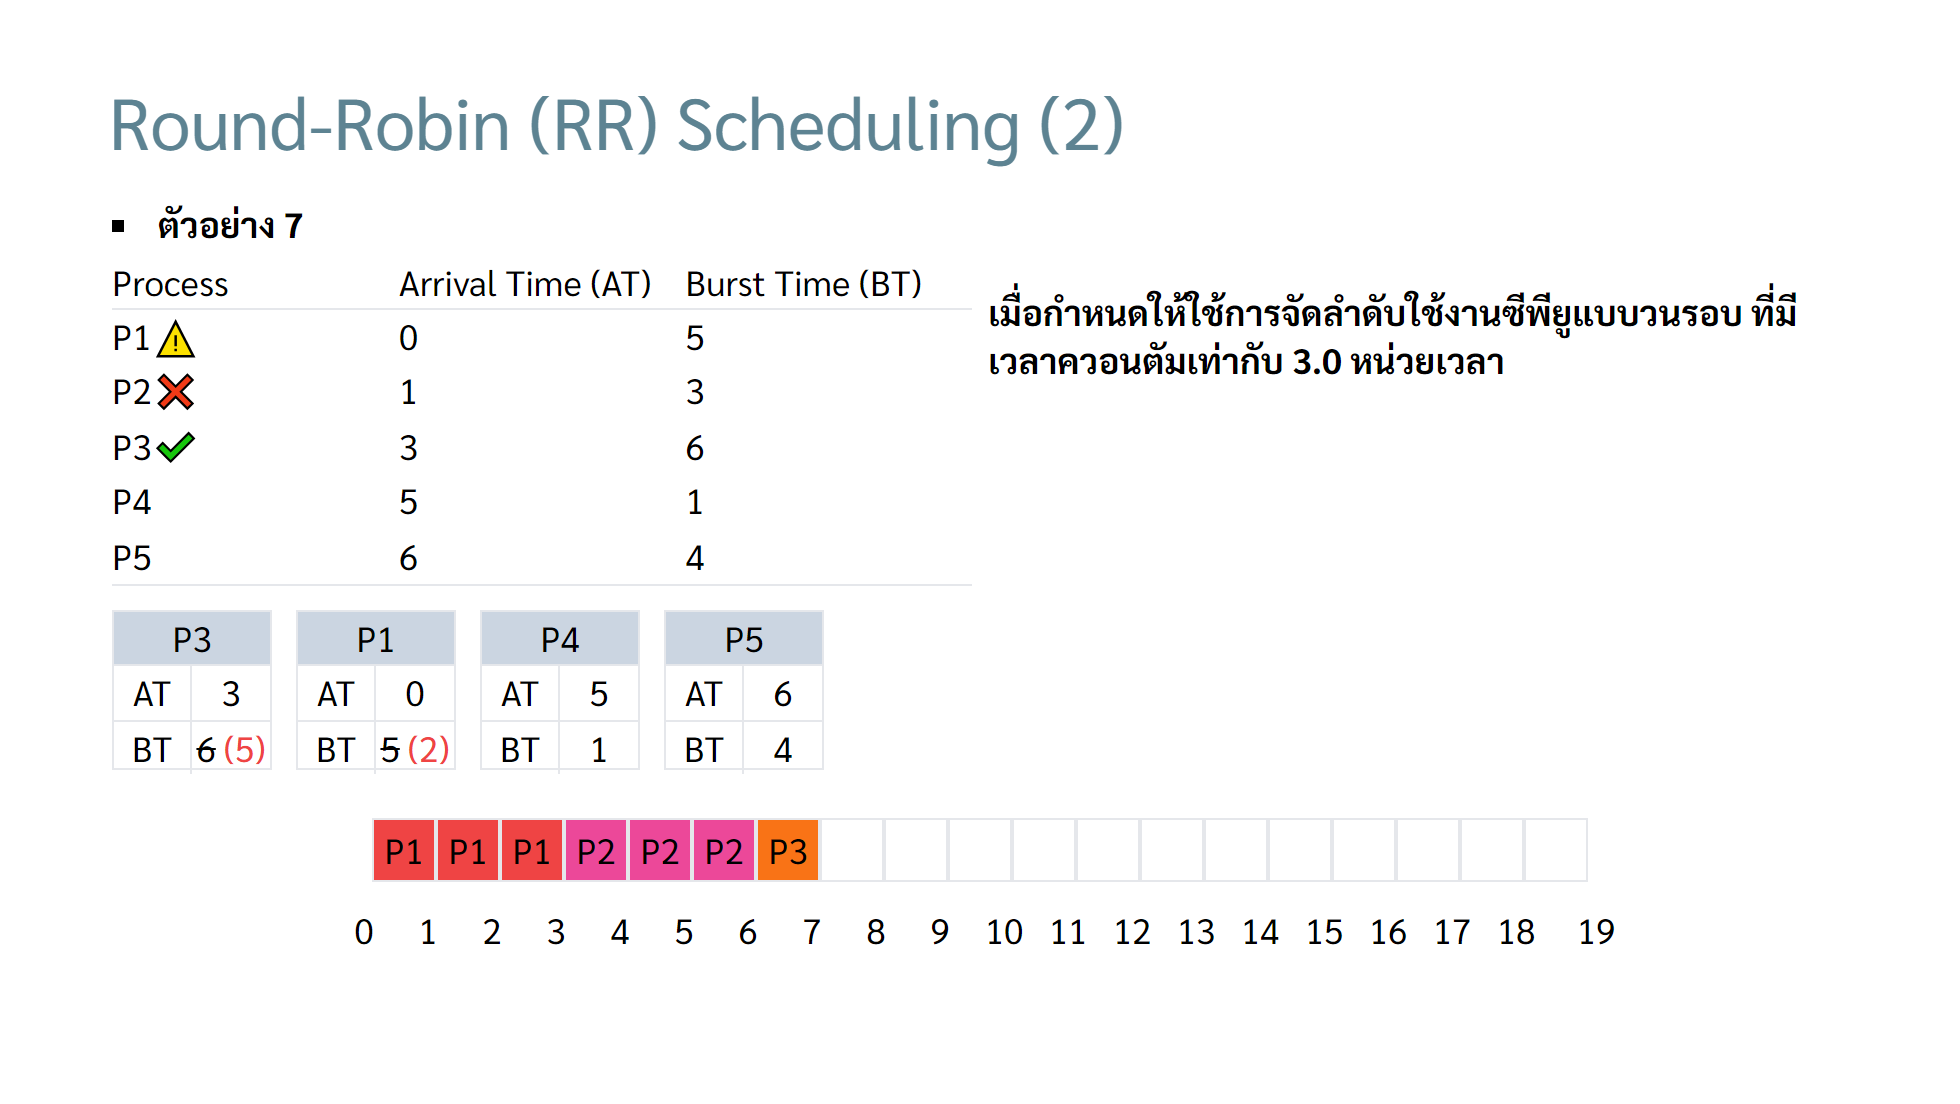 Round-Robin (RR) Scheduling (2)
▪ ตัวอย่าง 7
Process Arrival Time (AT) Burst Time (BT)
P1 0 5
P2 1 3
P3 3 6
P4 5 1
P5 6 4
เมื่อกำหนดให้ใช้การจัดลำดับใช้งานซีพียูแบบวนรอบ ที่มี
เวลาควอนตัมเท่ากับ 3.0 หน่วยเวลา
P3 P1 P4 P5
AT 3 AT 0 AT 5 AT 6
BT 6 (5) BT 5 (2) BT 1 BT 4
P1 P1 P1 P2 P2 P2 P3
0 1 2 3 4 5 6 7 8 9 10 11 12 13 14 15 16 17 18 19